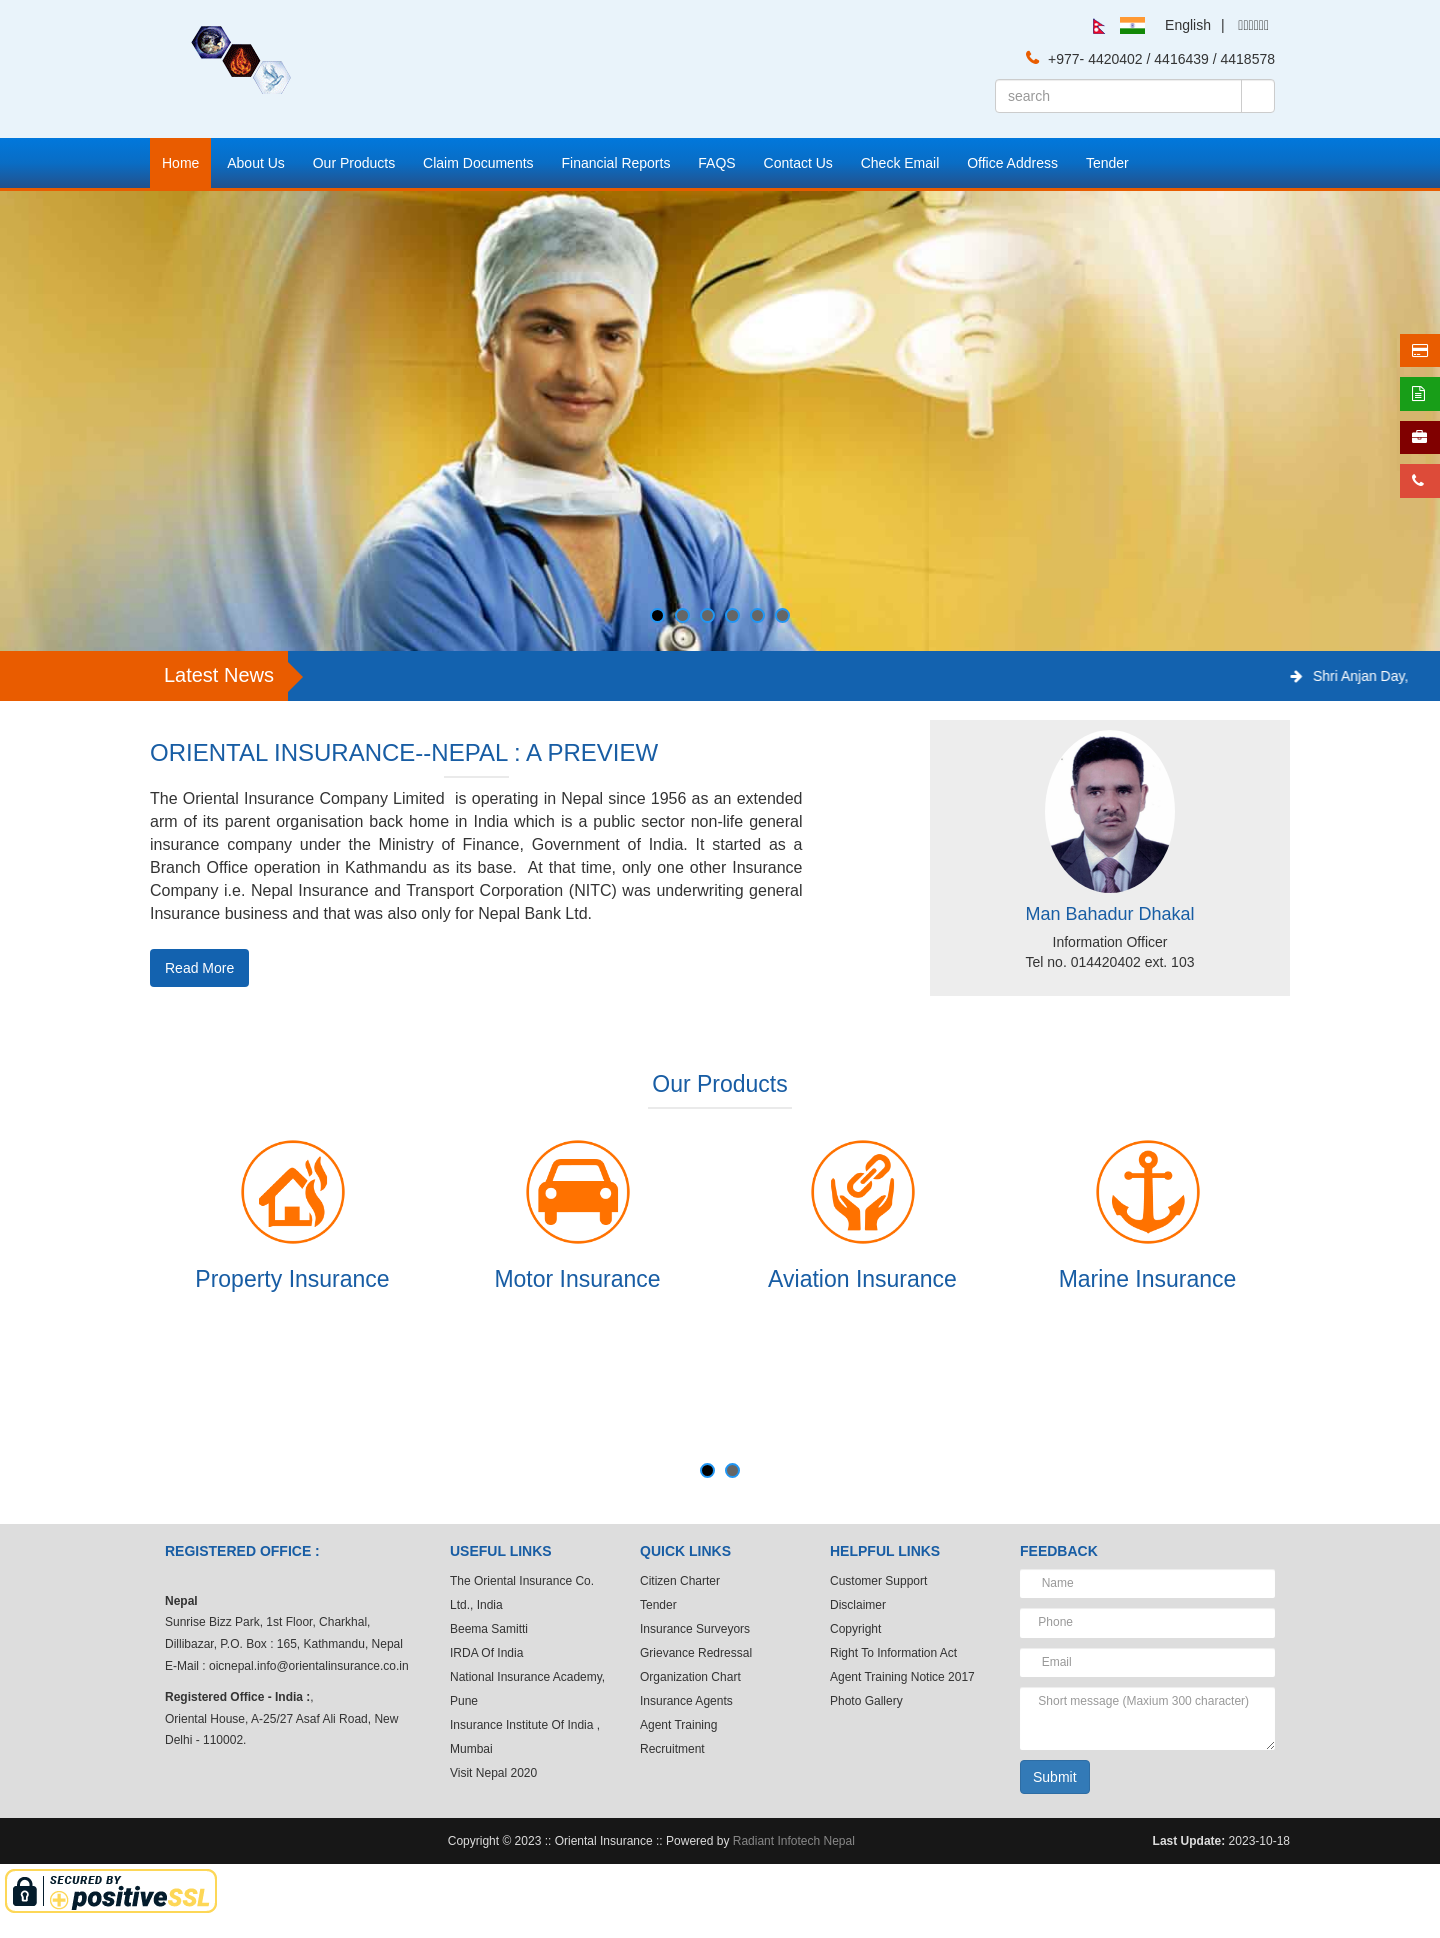 English |
+977- 4420402 / 4416439 / 4418578
search
Home About Us Our Products Claim Documents Financial Reports FAQS Contact Us Check Email Office Address Tender
Latest News
Shri Anjan Day,
ORIENTAL INSURANCE--NEPAL : A PREVIEW
The Oriental Insurance Company Limited is operating in Nepal since 1956 as an extended
arm of its parent organisation back home in India which is a public sector non-life general
insurance company under the Ministry of Finance, Government of India. It started as a
Branch Office operation in Kathmandu as its base. At that time, only one other Insurance
Company i.e. Nepal Insurance and Transport Corporation (NITC) was underwriting general
Insurance business and that was also only for Nepal Bank Ltd.
Read More
Man Bahadur Dhakal
Information Officer
Tel no. 014420402 ext. 103
Our Products
Property Insurance
Motor Insurance
Aviation Insurance
Marine Insurance
REGISTERED OFFICE :
Nepal
Sunrise Bizz Park, 1st Floor, Charkhal,
Dillibazar, P.O. Box : 165, Kathmandu, Nepal
E-Mail : oicnepal.info@orientalinsurance.co.in
Registered Office - India :,
Oriental House, A-25/27 Asaf Ali Road, New
Delhi - 110002.
USEFUL LINKS
The Oriental Insurance Co.
Ltd., India
Beema Samitti
IRDA Of India
National Insurance Academy,
Pune
Insurance Institute Of India ,
Mumbai
Visit Nepal 2020
QUICK LINKS
Citizen Charter
Tender
Insurance Surveyors
Grievance Redressal
Organization Chart
Insurance Agents
Agent Training
Recruitment
HELPFUL LINKS
Customer Support
Disclaimer
Copyright
Right To Information Act
Agent Training Notice 2017
Photo Gallery
FEEDBACK
Name
Phone
Email
Short message (Maxium 300 character)
Submit
Copyright © 2023 :: Oriental Insurance :: Powered by Radiant Infotech Nepal
Last Update: 2023-10-18
SECURED BY
positiveSSL